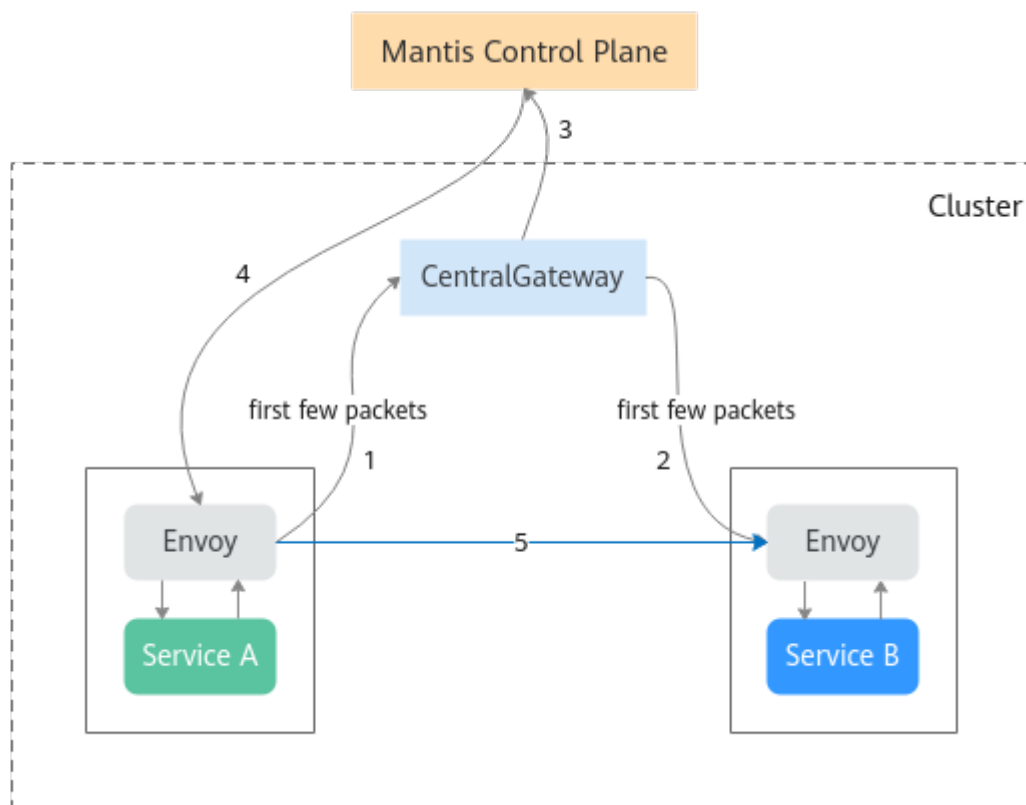 Mantis Control Plane
3
Cluster
4
CentralGateway
first few packets
first few packets
1
2
Envoy
5
Envoy
Service A
Service B